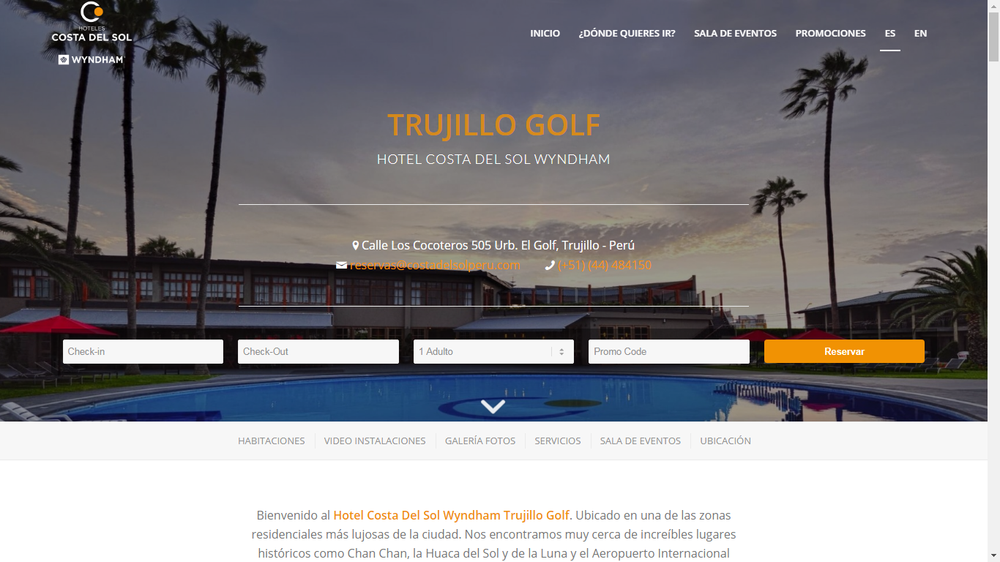 HOTELES
COSTA DEL SOL
WYNDHAM
INICIO
¿DÓNDE QUIERES IR?
SALA DE EVENTOS
PROMOCIONES
ES
EN
TRUJILLO GOLF
HOTEL COSTA DEL SOL WYNDHAM
Calle Los Cocoteros 505 Urb. El Golf, Trujillo - Perú
reservas@costadelsolperu.com
(+51) (44) 484150
Check-in
Check-Out
1 Adulto
Promo Code
Reservar
HABITACIONES
VIDEO INSTALACIONES
GALERÍA FOTOS
SERVICIOS
SALA DE EVENTOS
UBICACIÓN
Bienvenido al Hotel Costa Del Sol Wyndham Trujillo Golf. Ubicado en una de las zonas
residenciales más lujosas de la ciudad. Nos encontramos muy cerca de increíbles lugares
históricos como Chan Chan, la Huaca del Sol y de la Luna y el Aeropuerto Internacional